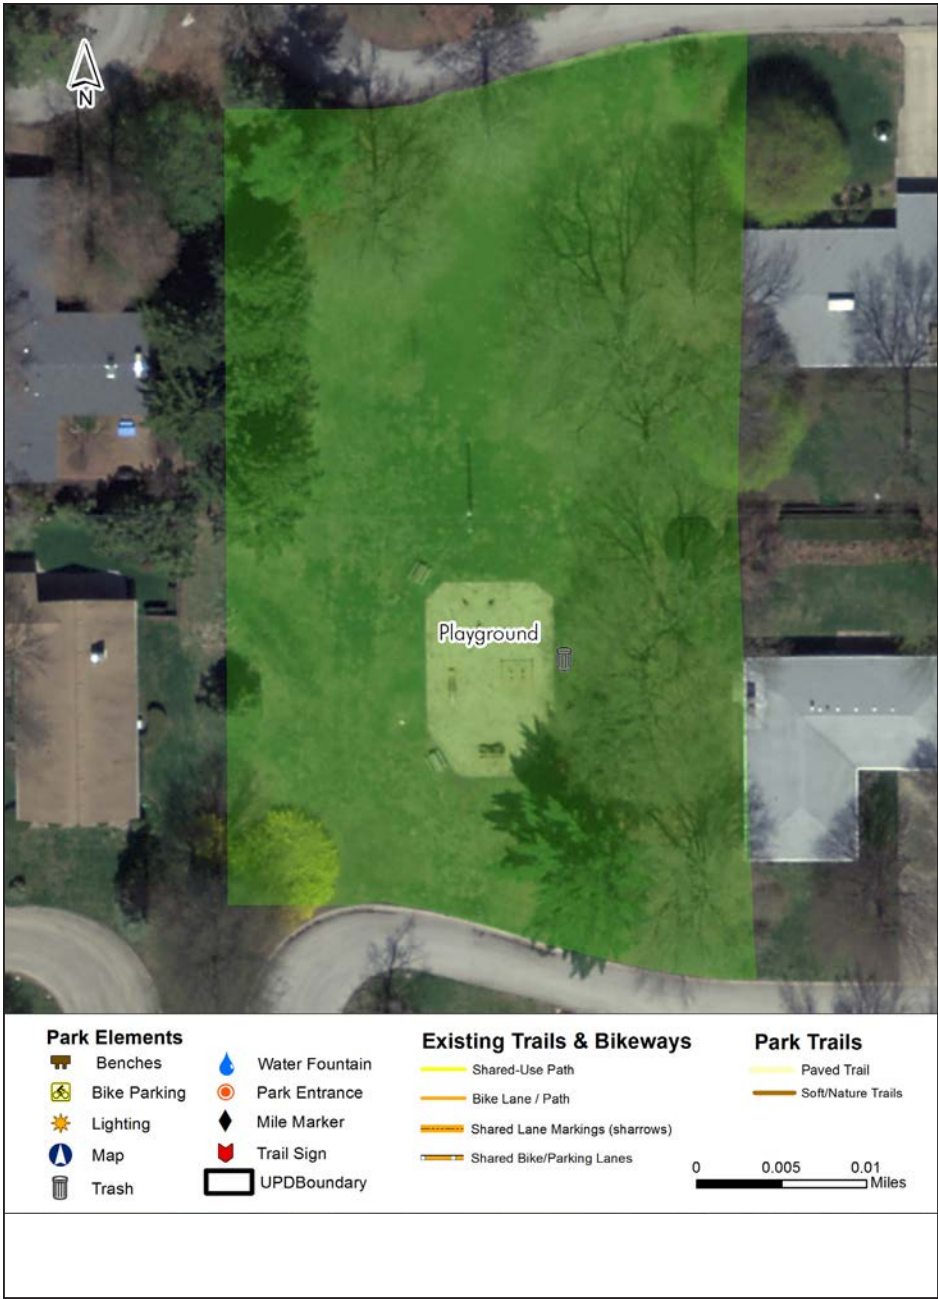 N
Playground
Park Elements
Benches
Bike Parking
Lighting
Map
Trash
Water Fountain
Park Entrance
Mile Marker
Trail Sign
UPDBoundary
Existing Trails & Bikeways
Shared-Use Path
Bike Lane / Path
Shared Lane Markings (sharrows)
Shared Bike/Parking Lanes
Park Trails
Paved Trail
Soft/Nature Trails
0 0.005 0.01
Miles